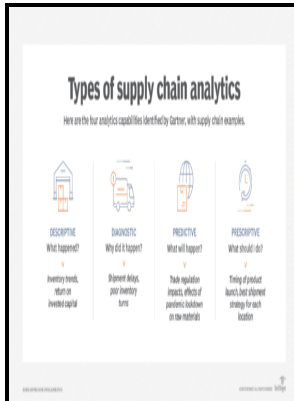 Types of supply chain analytics
Here are the four analytics capabilities identified by Gartner, with supply chain examples.
DESCRIPTIVE
What happened?
Inventory trends,
return on
invested capital
DIAGNOSTIC
Why did it happen?
Shipment delays,
poor inventory
turns
PREDICTIVE
What will happen?
Trade regulation
impacts, effects of
pandemic lockdown
on raw materials
PRESCRIPTIVE
What should I do?
Timing of product
launch, best shipment
strategy for each
location